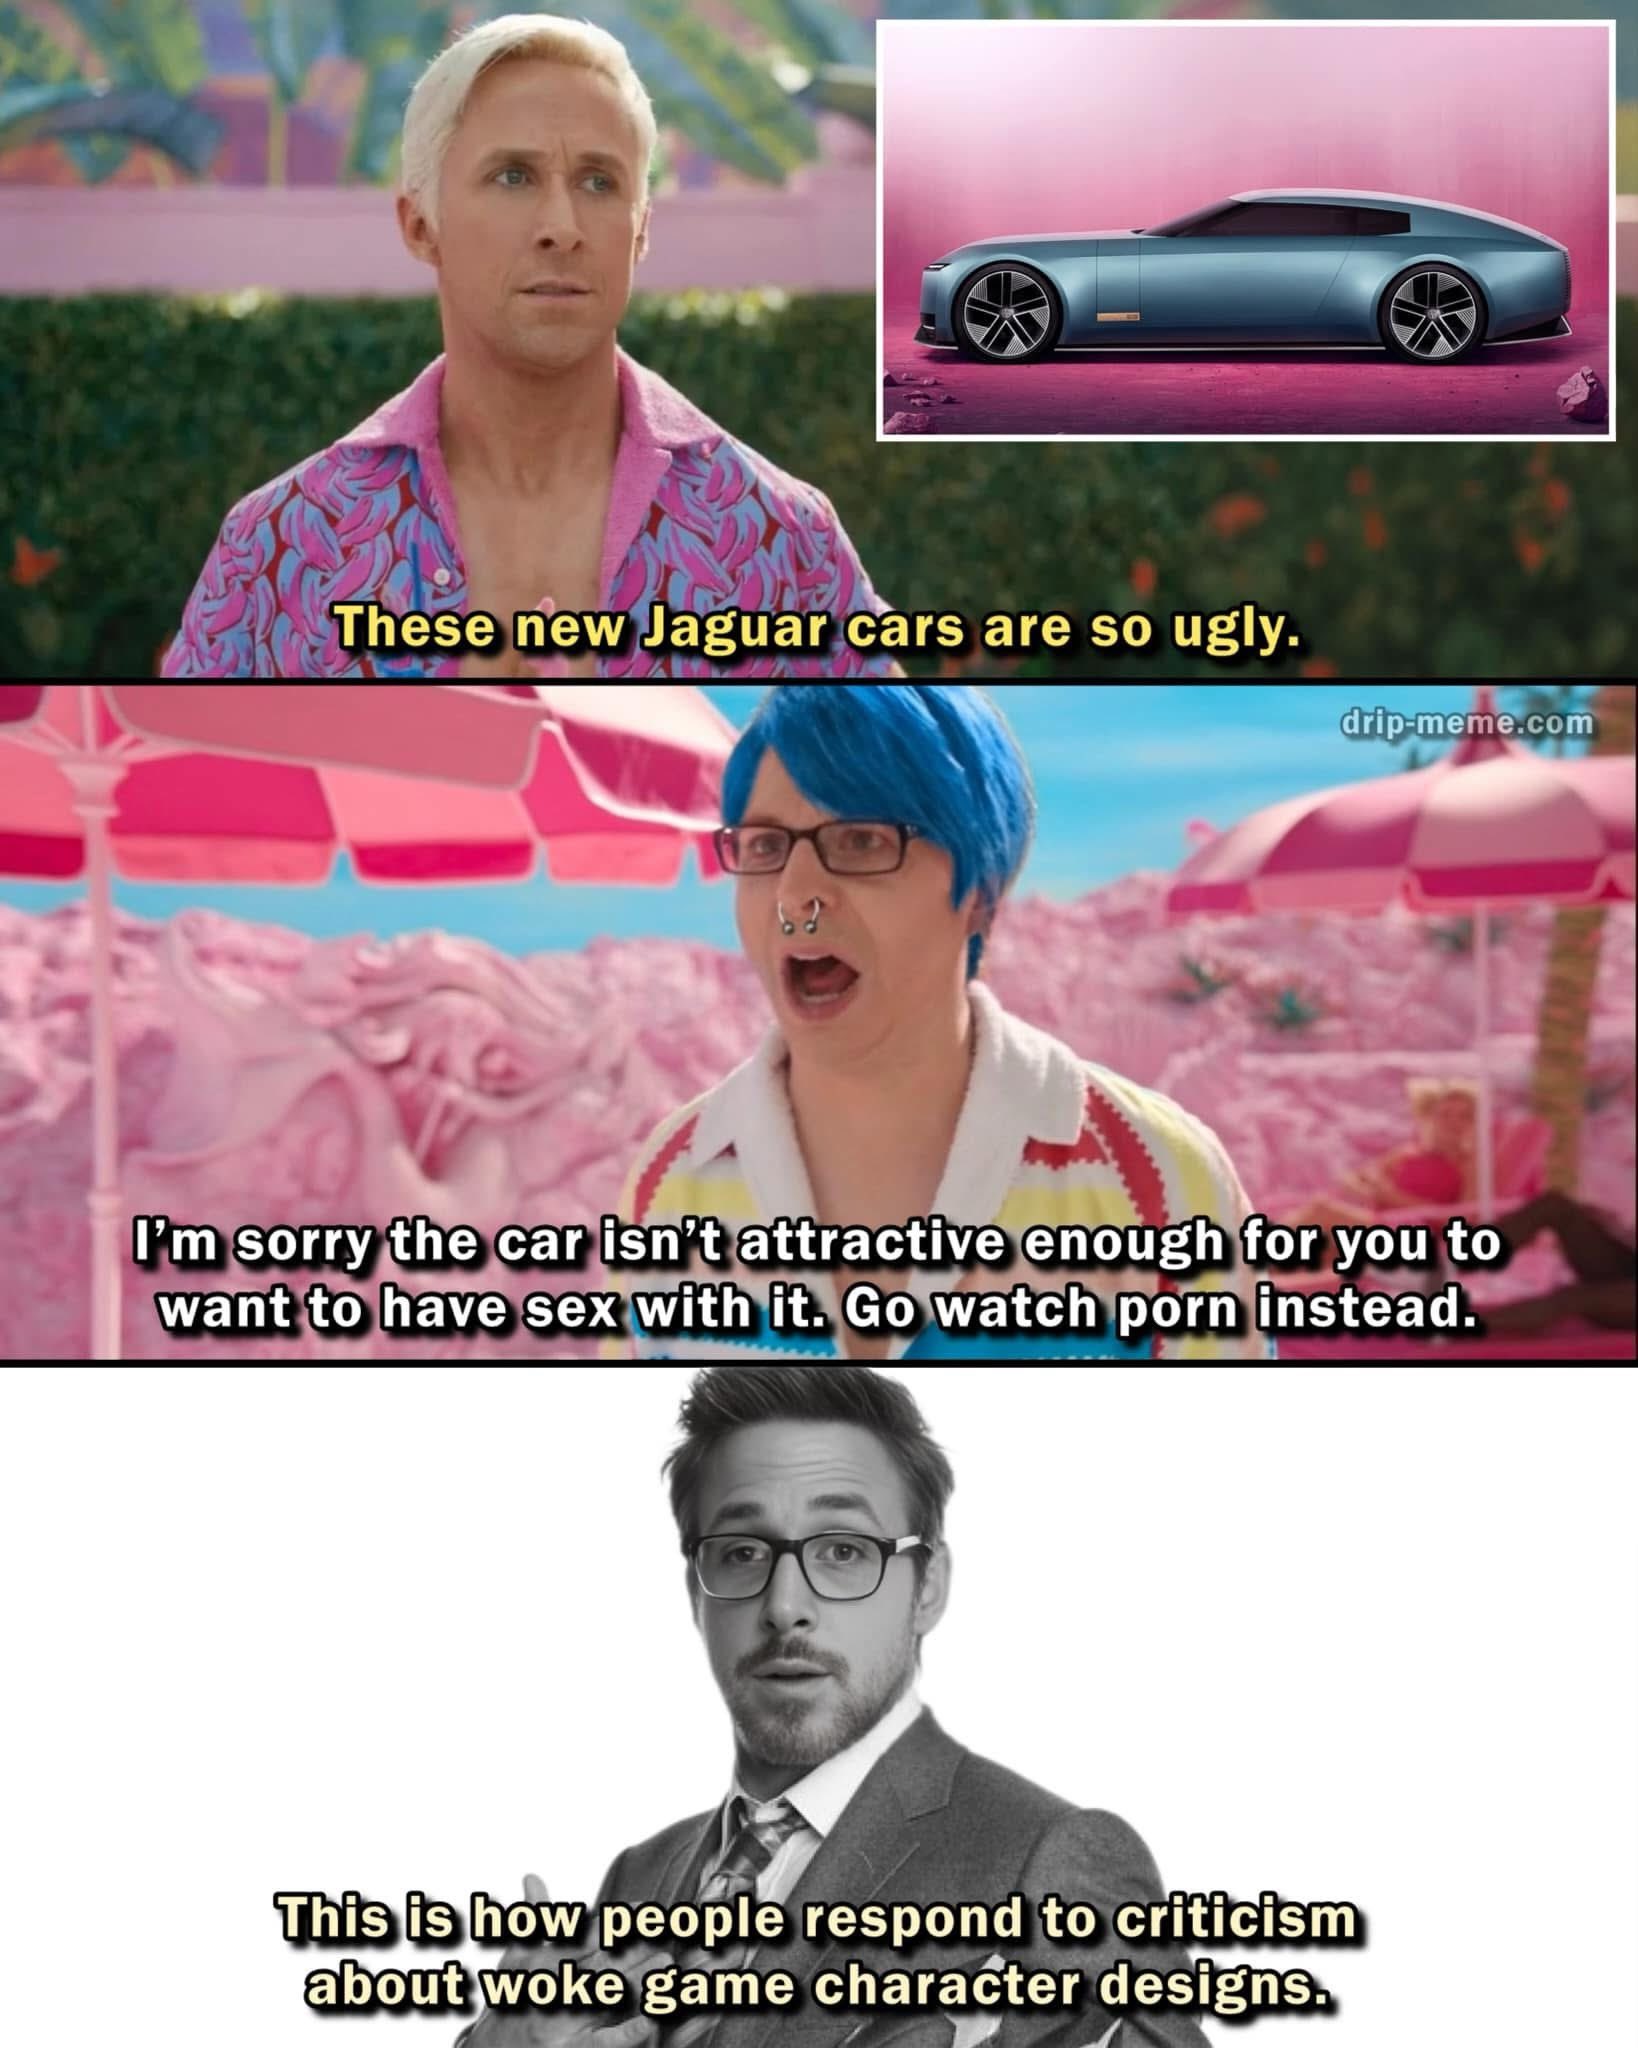 These new Jaguar cars are so ugly.
drip-meme.com
I'm sorry the car isn't attractive enough for you to
want to have sex with it. Go watch porn instead.
This is how people respond to criticism
about woke game character designs.